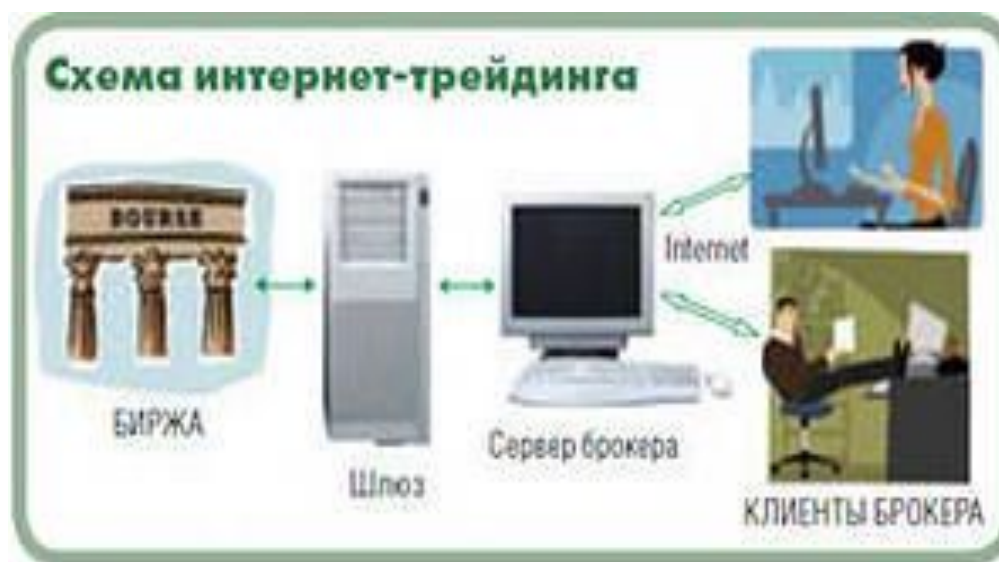 Схема интернет-трейдинга
BOURSE
Internet
БИРЖА
Шлюз
Сервер брокера
КЛИЕНТЫ БРОКЕРА